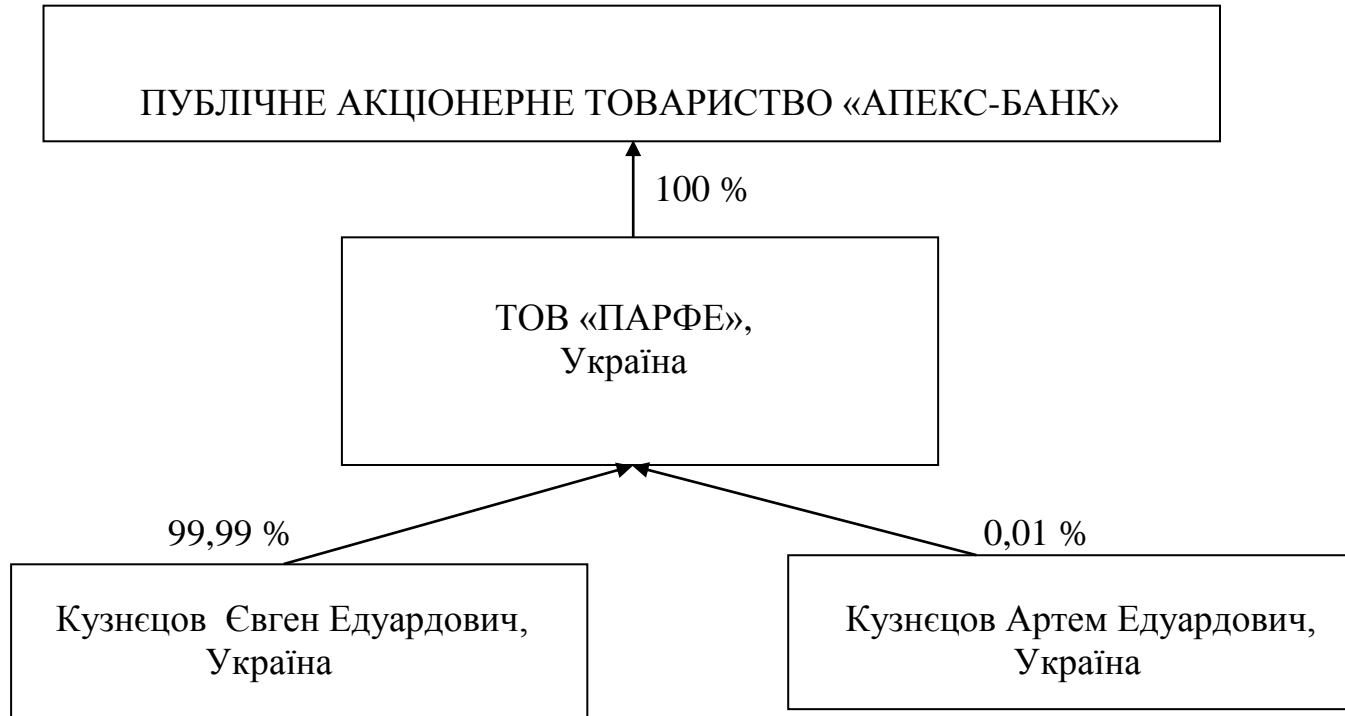 ПУБЛІЧНЕ АКЦІОНЕРНЕ ТОВАРИСТВО «АПЕКС-БАНК»
100 %
ТОВ «ПАРФЕ»,
Україна
99,99 %
0,01 %
Кузнєцов Євген Едуардович,
Україна
Кузнєцов Артем Едуардович,
Україна